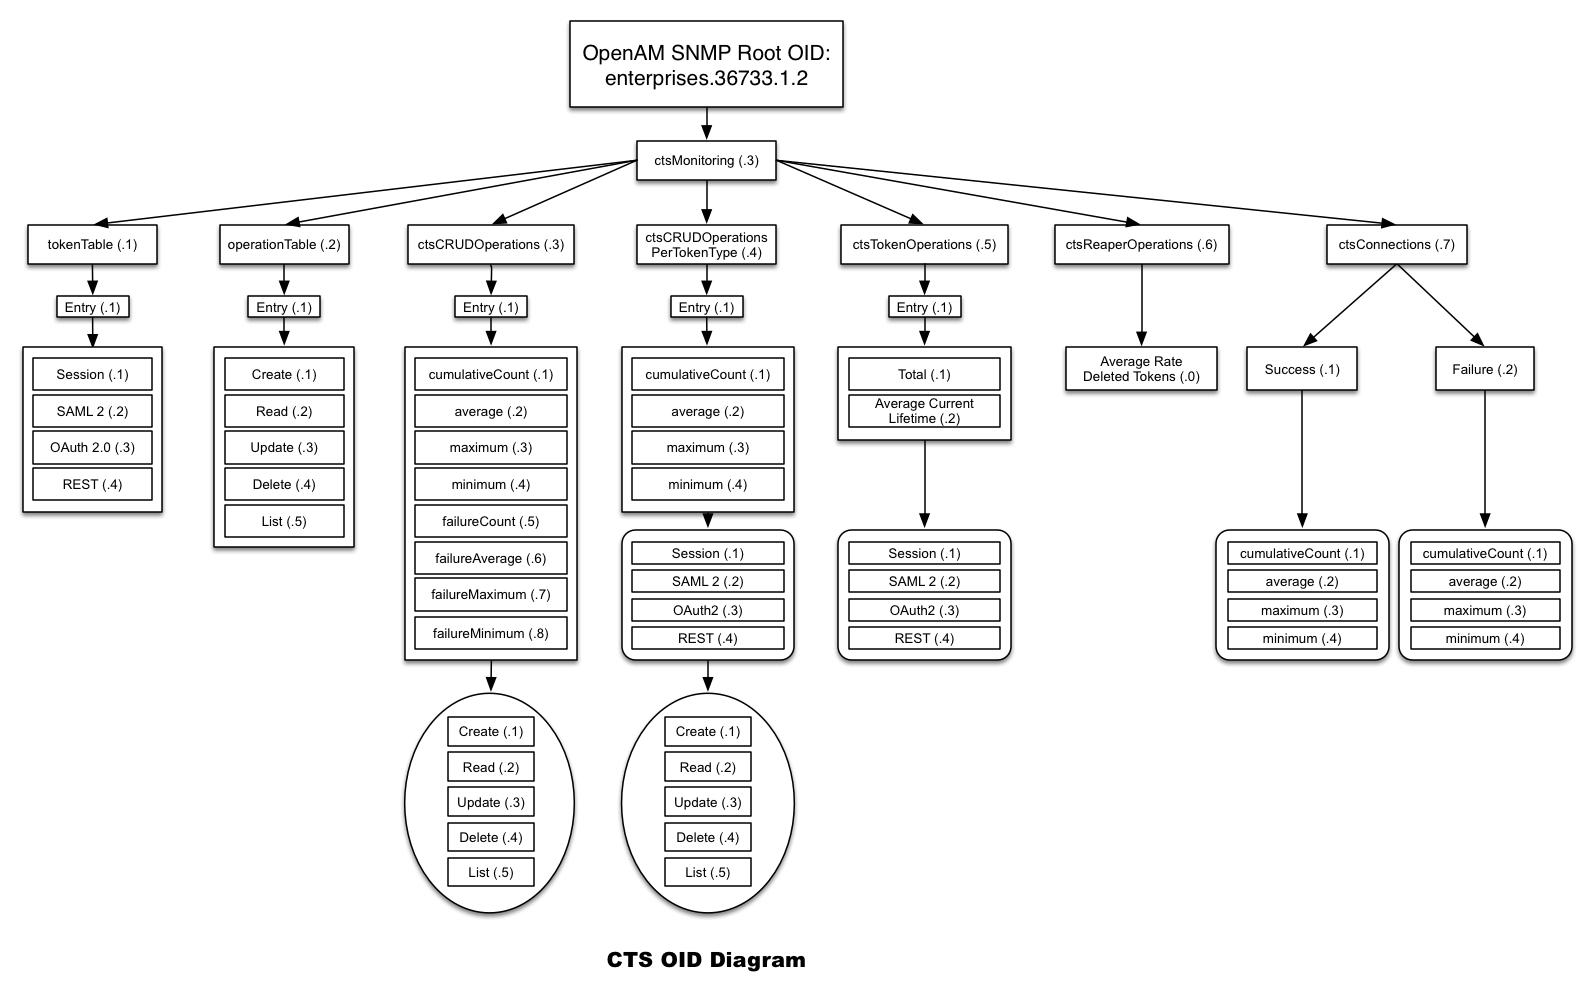 OpenAM SNMP Root OID:
enterprises.36733.1.2
ctsMonitoring (.3)
tokenTable (.1)
operationTable (.2)
ctsCRUDOperations (.3)
ctsCRUDOperations
PerTokenType (.4)
ctsTokenOperations (.5)
ctsReaperOperations (.6)
ctsConnections (.7)
Entry (.1)
Entry (.1)
Entry (.1)
Entry (.1)
Entry (.1)
Session (.1)
SAML 2 (.2)
OAuth 2.0 (.3)
REST (.4)
Create (.1)
Read (.2)
Update (.3)
Delete (.4)
List (.5)
cumulativeCount (.1)
average (.2)
maximum (.3)
minimum (.4)
failureCount (.5)
failureAverage (.6)
failureMaximum (.7)
failureMinimum (.8)
Create (.1)
Read (.2)
Update (.3)
Delete (.4)
List (.5)
cumulativeCount (.1)
average (.2)
maximum (.3)
minimum (.4)
Session (.1)
SAML 2 (.2)
OAuth2 (.3)
REST (.4)
Create (.1)
Read (.2)
Update (.3)
Delete (.4)
List (.5)
Total (.1)
Average Current
Lifetime (.2)
Session (.1)
SAML 2 (.2)
OAuth2 (.3)
REST (.4)
Average Rate
Deleted Tokens (.0)
Success (.1)
cumulativeCount (.1)
average (.2)
maximum (.3)
minimum (.4)
Failure (.2)
cumulativeCount (.1)
average (.2)
maximum (.3)
minimum (.4)
CTS OID Diagram